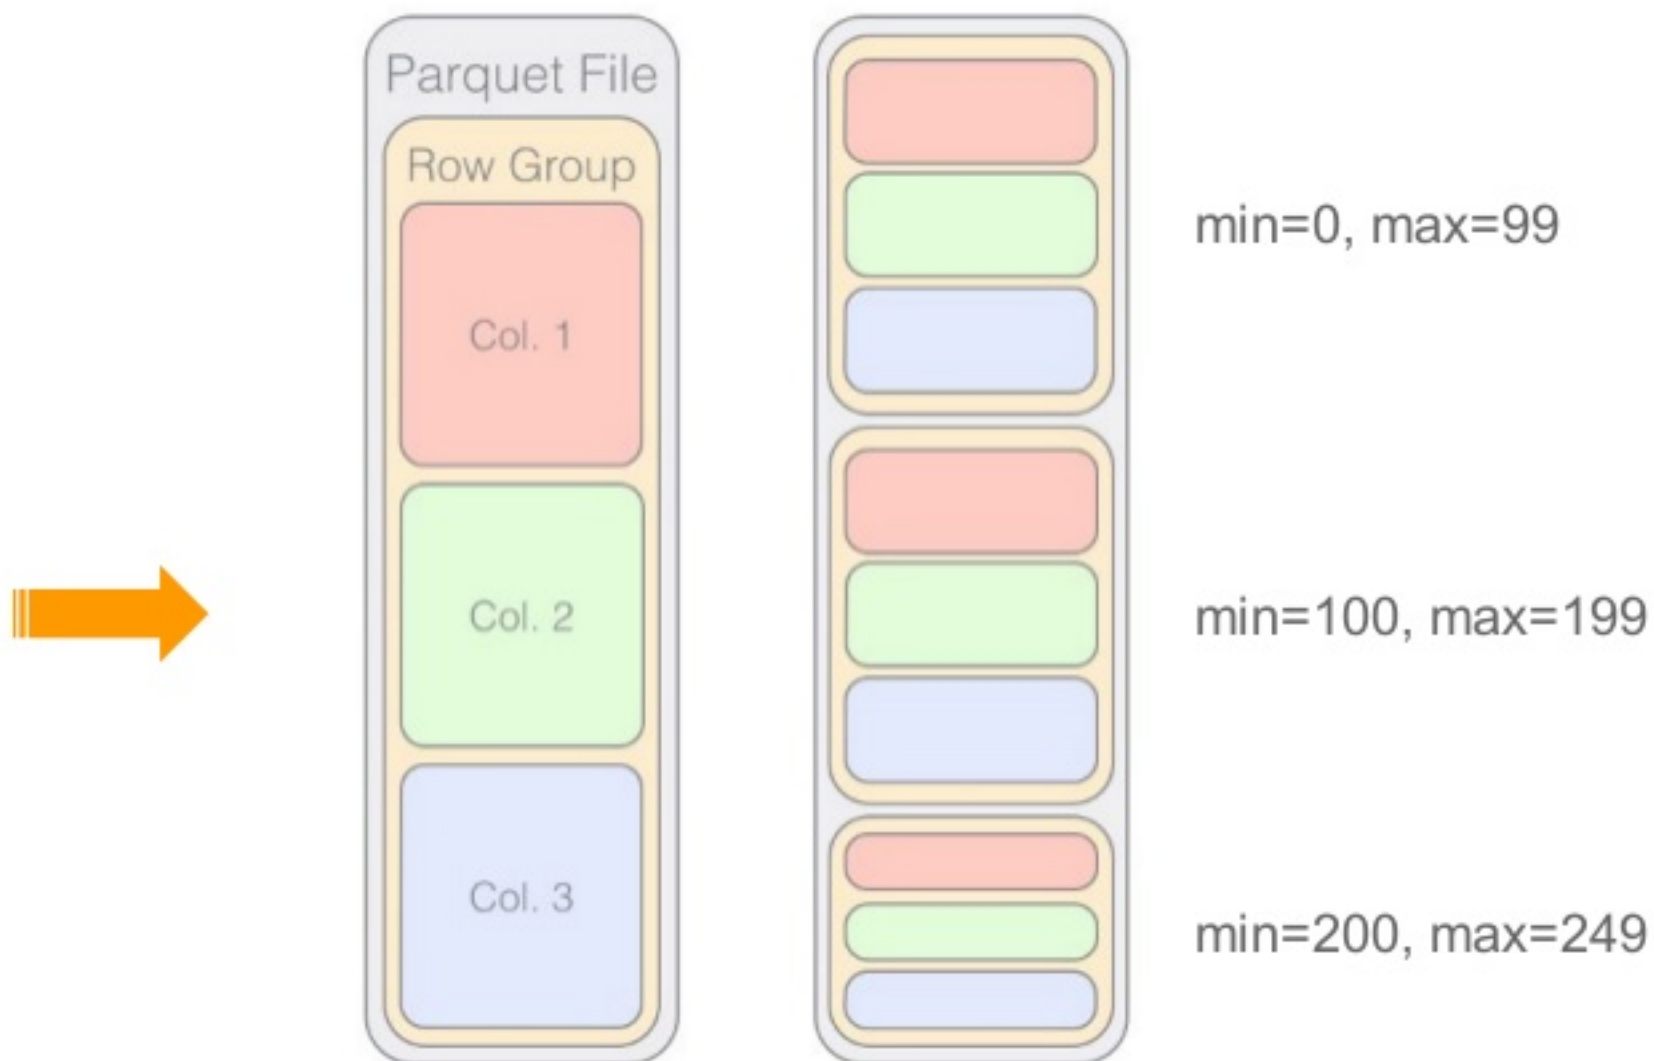 Parquet File
Row Group
Col. 1
Col. 2
Col. 3
min=0, max=99
min=100, max=199
min=200, max=249